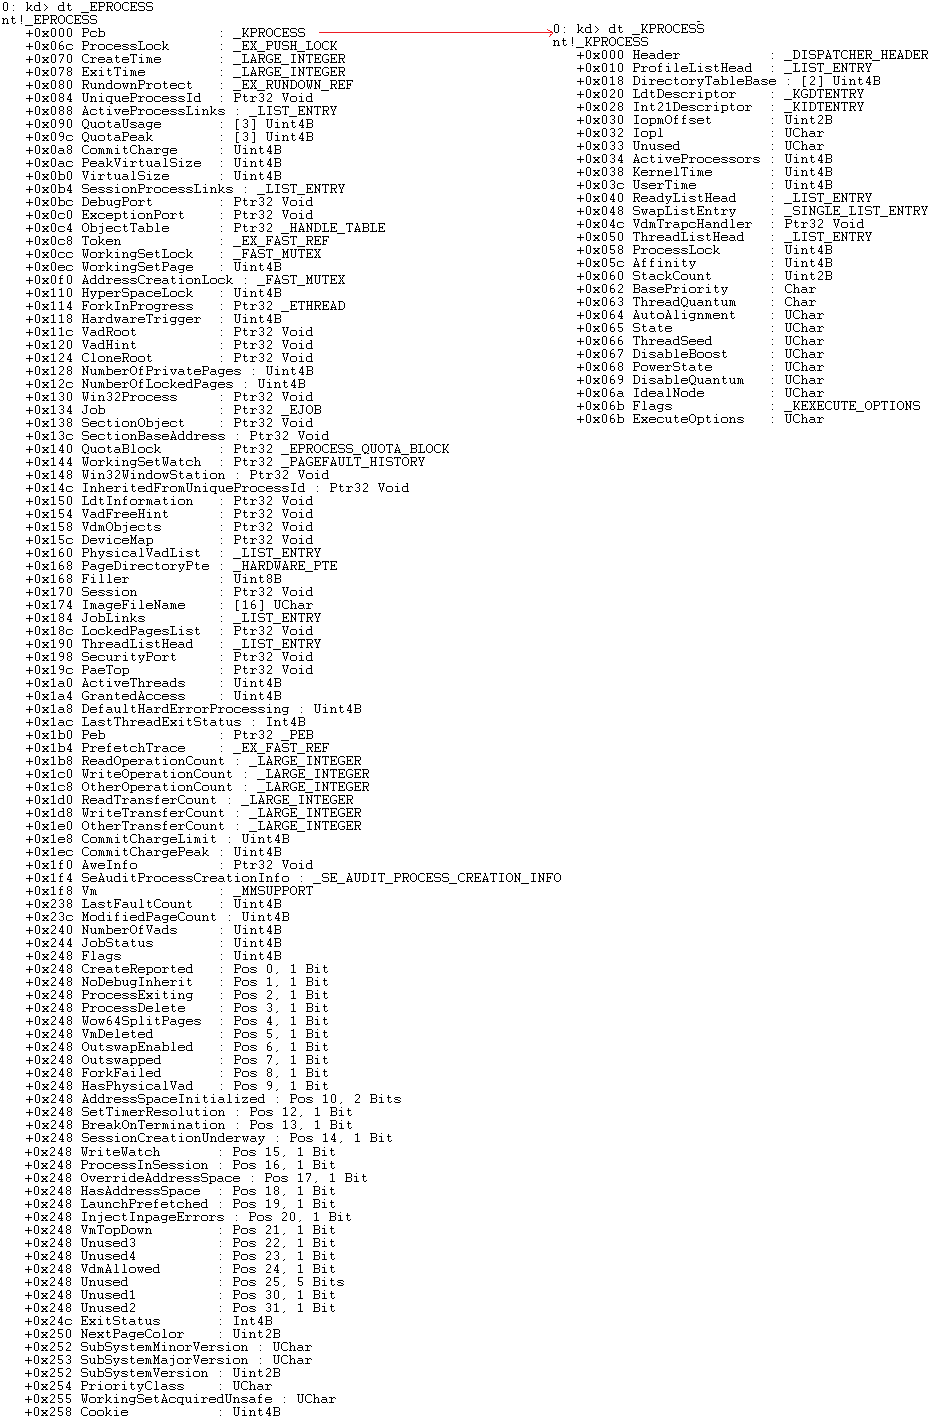 0: kd> dt _EPROCESS
nt!_EPROCESS
+0x000 Pcb : _KPROCESS
+0x06c ProcessLock : _EX_PUSH_LOCK
+0x070 CreateTime : _LARGE_INTEGER
+0x078 ExitTime : _LARGE_INTEGER
+0x080 RundownProtect : _EX_RUNDOWN_REF
+0x084 UniqueProcessId : Ptr32 Void
+0x088 ActiveProcessLinks : _LIST_ENTRY
+0x090 QuotaUsage : [3] Uint4B
+0x09c QuotaPeak : [3] Uint4B
+0x0a8 CommitCharge : Uint4B
+0x0ac PeakVirtualSize : Uint4B
+0x0b0 VirtualSize : Uint4B
+0x0b4 SessionProcessLinks : _LIST_ENTRY
+0x0bc DebugPort : Ptr32 Void
+0x0c0 ExceptionPort : Ptr32 Void
+0x0c4 ObjectTable : Ptr32 _HANDLE_TABLE
+0x0c8 Token : _EX_FAST_REF
+0x0cc WorkingSetLock : _FAST_MUTEX
+0x0ec WorkingSetPage : Uint4B
+0x0f0 AddressCreationLock : _FAST_MUTEX
+0x110 HyperSpaceLock : Uint4B
+0x114 ForkInProgress : Ptr32 _ETHREAD
+0x118 HardwareTrigger : Uint4B
+0x11c VadRoot : Ptr32 Void
+0x120 VadHint : Ptr32 Void
+0x124 CloneRoot : Ptr32 Void
+0x128 NumberOfPrivatePages : Uint4B
+0x12c NumberOfLockedPages : Uint4B
+0x130 Win32Process : Ptr32 Void
+0x134 Job : Ptr32 _EJOB
+0x138 SectionObject : Ptr32 Void
+0x13c SectionBaseAddress : Ptr32 Void
+0x140 QuotaBlock : Ptr32 _EPROCESS_QUOTA_BLOCK
+0x144 WorkingSetWatch : Ptr32 _PAGEFAULT_HISTORY
+0x148 Win32WindowStation : Ptr32 Void
+0x14c InheritedFromUniqueProcessId : Ptr32 Void
+0x150 LdtInformation : Ptr32 Void
+0x154 VadFreeHint : Ptr32 Void
+0x158 VdmObjects : Ptr32 Void
+0x15c DeviceMap : Ptr32 Void
+0x160 PhysicalVadList : _LIST_ENTRY
+0x168 PageDirectoryPte : _HARDWARE_PTE
+0x168 Filler : Uint8B
+0x170 Session : Ptr32 Void
+0x174 ImageFileName : [16] UChar
+0x184 JobLinks : _LIST_ENTRY
+0x18c LockedPagesList : Ptr32 Void
+0x190 ThreadListHead : _LIST_ENTRY
+0x198 SecurityPort : Ptr32 Void
+0x19c PaeTop : Ptr32 Void
+0x1a0 ActiveThreads : Uint4B
+0x1a4 GrantedAccess : Uint4B
+0x1a8 DefaultHardErrorProcessing : Uint4B
+0x1ac LastThreadExitStatus : Int4B
+0x1b0 Peb : Ptr32 _PEB
+0x1b4 PrefetchTrace : _EX_FAST_REF
+0x1b8 ReadOperationCount : _LARGE_INTEGER
+0x1c0 WriteOperationCount : _LARGE_INTEGER
+0x1c8 OtherOperationCount : _LARGE_INTEGER
+0x1d0 ReadTransferCount : _LARGE_INTEGER
+0x1d8 WriteTransferCount : _LARGE_INTEGER
+0x1e0 OtherTransferCount : _LARGE_INTEGER
+0x1e8 CommitChargeLimit : Uint4B
+0x1ec CommitChargePeak : Uint4B
+0x1f0 AweInfo : Ptr32 Void
+0x1f4 SeAuditProcessCreationInfo : _SE_AUDIT_PROCESS_CREATION_INFO
+0x1f8 Vm : _MMSUPPORT
+0x238 LastFaultCount : Uint4B
+0x23c ModifiedPageCount : Uint4B
+0x240 NumberOfVads : Uint4B
+0x244 JobStatus : Uint4B
+0x248 Flags : Uint4B
+0x248 CreateReported : Pos 0, 1 Bit
+0x248 NoDebugInherit : Pos 1, 1 Bit
+0x248 ProcessExiting : Pos 2, 1 Bit
+0x248 ProcessDelete : Pos 3, 1 Bit
+0x248 Wow64SplitPages : Pos 4, 1 Bit
+0x248 VmDeleted : Pos 5, 1 Bit
+0x248 OutswapEnabled : Pos 6, 1 Bit
+0x248 Outswapped : Pos 7, 1 Bit
+0x248 ForkFailed : Pos 8, 1 Bit
+0x248 HasPhysicalVad : Pos 9, 1 Bit
+0x248 AddressSpaceInitialized : Pos 10, 2 Bits
+0x248 SetTimerResolution : Pos 12, 1 Bit
+0x248 BreakOnTermination : Pos 13, 1 Bit
+0x248 SessionCreationUnderway : Pos 14, 1 Bit
+0x248 WriteWatch : Pos 15, 1 Bit
+0x248 ProcessInSession : Pos 16, 1 Bit
+0x248 OverrideAddressSpace : Pos 17, 1 Bit
+0x248 HasAddressSpace : Pos 18, 1 Bit
+0x248 LaunchPrefetched : Pos 19, 1 Bit
+0x248 InjectInpageErrors : Pos 20, 1 Bit
+0x248 VmTopDown : Pos 21, 1 Bit
+0x248 Unused3 : Pos 22, 1 Bit
+0x248 Unused4 : Pos 23, 1 Bit
+0x248 VdmAllowed : Pos 24, 1 Bit
+0x248 Unused : Pos 25, 5 Bits
+0x248 Unused1 : Pos 30, 1 Bit
+0x248 Unused2 : Pos 31, 1 Bit
+0x24c ExitStatus : Int4B
+0x250 NextPageColor : Uint2B
+0x252 SubSystemMinorVersion : UChar
+0x253 SubSystemMajorVersion : UChar
+0x252 SubSystemVersion : Uint2B
+0x254 PriorityClass : UChar
+0x255 WorkingSetAcquiredUnsafe : UChar
+0x258 Cookie : Uint4B
0: kd> dt _KPROCESS
nt!_KPROCESS
+0x000 Header : _DISPATCHER_HEADER
+0x010 ProfileListHead : _LIST_ENTRY
+0x018 DirectoryTableBase : [2] Uint4B
+0x020 LdtDescriptor : _KGDTENTRY
+0x028 Int21Descriptor : _KIDTENTRY
+0x030 IopmOffset : Uint2B
+0x032 Iopl : UChar
+0x033 Unused : UChar
+0x034 ActiveProcessors : Uint4B
+0x038 KernelTime : Uint4B
+0x03c UserTime : Uint4B
+0x040 ReadyListHead : _LIST_ENTRY
+0x048 SwapListEntry : _SINGLE_LIST_ENTRY
+0x04c VdmTrapcHandler : Ptr32 Void
+0x050 ThreadListHead : _LIST_ENTRY
+0x058 ProcessLock : Uint4B
+0x05c Affinity : Uint4B
+0x060 StackCount : Uint2B
+0x062 BasePriority : Char
+0x063 ThreadQuantum : Char
+0x064 AutoAlignment : UChar
+0x065 State : UChar
+0x066 ThreadSeed : UChar
+0x067 DisableBoost : UChar
+0x068 PowerState : UChar
+0x069 DisableQuantum : UChar
+0x06a IdealNode : UChar
+0x06b Flags : _KEXECUTE_OPTIONS
+0x06b ExecuteOptions : UChar